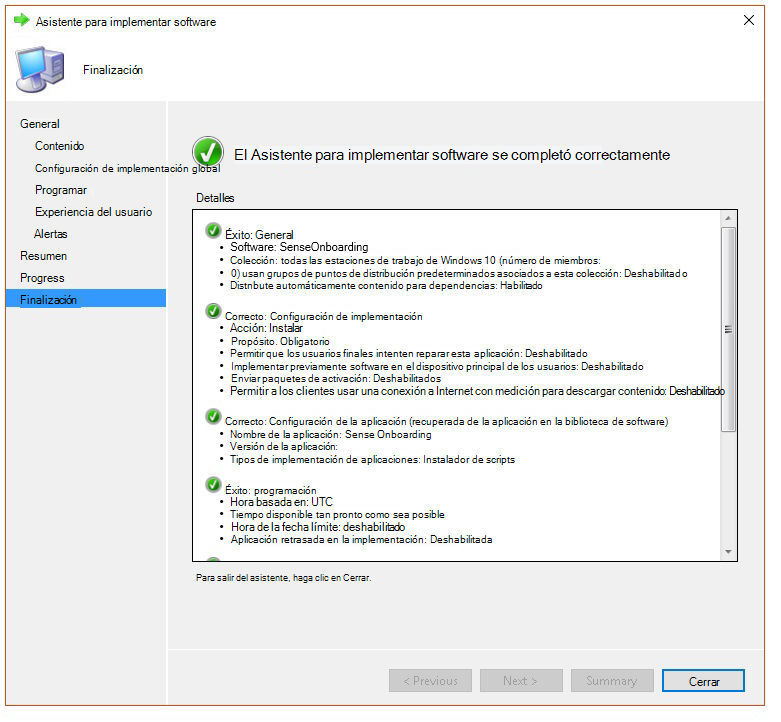 Asistente para implementar software
Finalización
General
Contenido
Configuración de implementación global
Programar
Experiencia del usuario
Alertas
Resumen
Progress
Finalización
El Asistente para implementar software se completó correctamente
Detalles
Éxito: General
• Software: SenseOnboarding
• Colección: todas las estaciones de trabajo de Windows 10 (número de miembros:
• 0) usan grupos de puntos de distribución predeterminados asociados a esta colección: Deshabilitado
• Distnbute automáticamente contenido para dependencias: Habilitado
Correcto: Configuración de implementación
• Acción: Instalar
• Propósito. Obligatorio
• Permitir que los usuarios finales intenten reparar esta aplicación: Deshabilitado
• Implementar previamente software en el dispositivo principal de los usuarios: Deshabilitado
• Enviar paquetes de activación: Deshabilitados
• Permitir a los clientes usar una conexión a Internet con medición para descargar contenido: Deshabilitado
Correcto: Configuración de la aplicación (recuperada de la aplicación en la biblioteca de software)
• Nombre de la aplicación: Sense Onboarding
• Versión de la aplicación:
• Tipos de implementación de aplicaciones: Instalador de scripts
Éxito: programación
• Hora basada en: UTC
• Tiempo disponible tan pronto como sea posible
• Hora de la fecha límite: deshabilitado
• Aplicación retrasada en la implementación: Deshabilitada
Para salir del asistente, haga clic en Cerrar.
< Previous
Next >
Summary
Cerrar